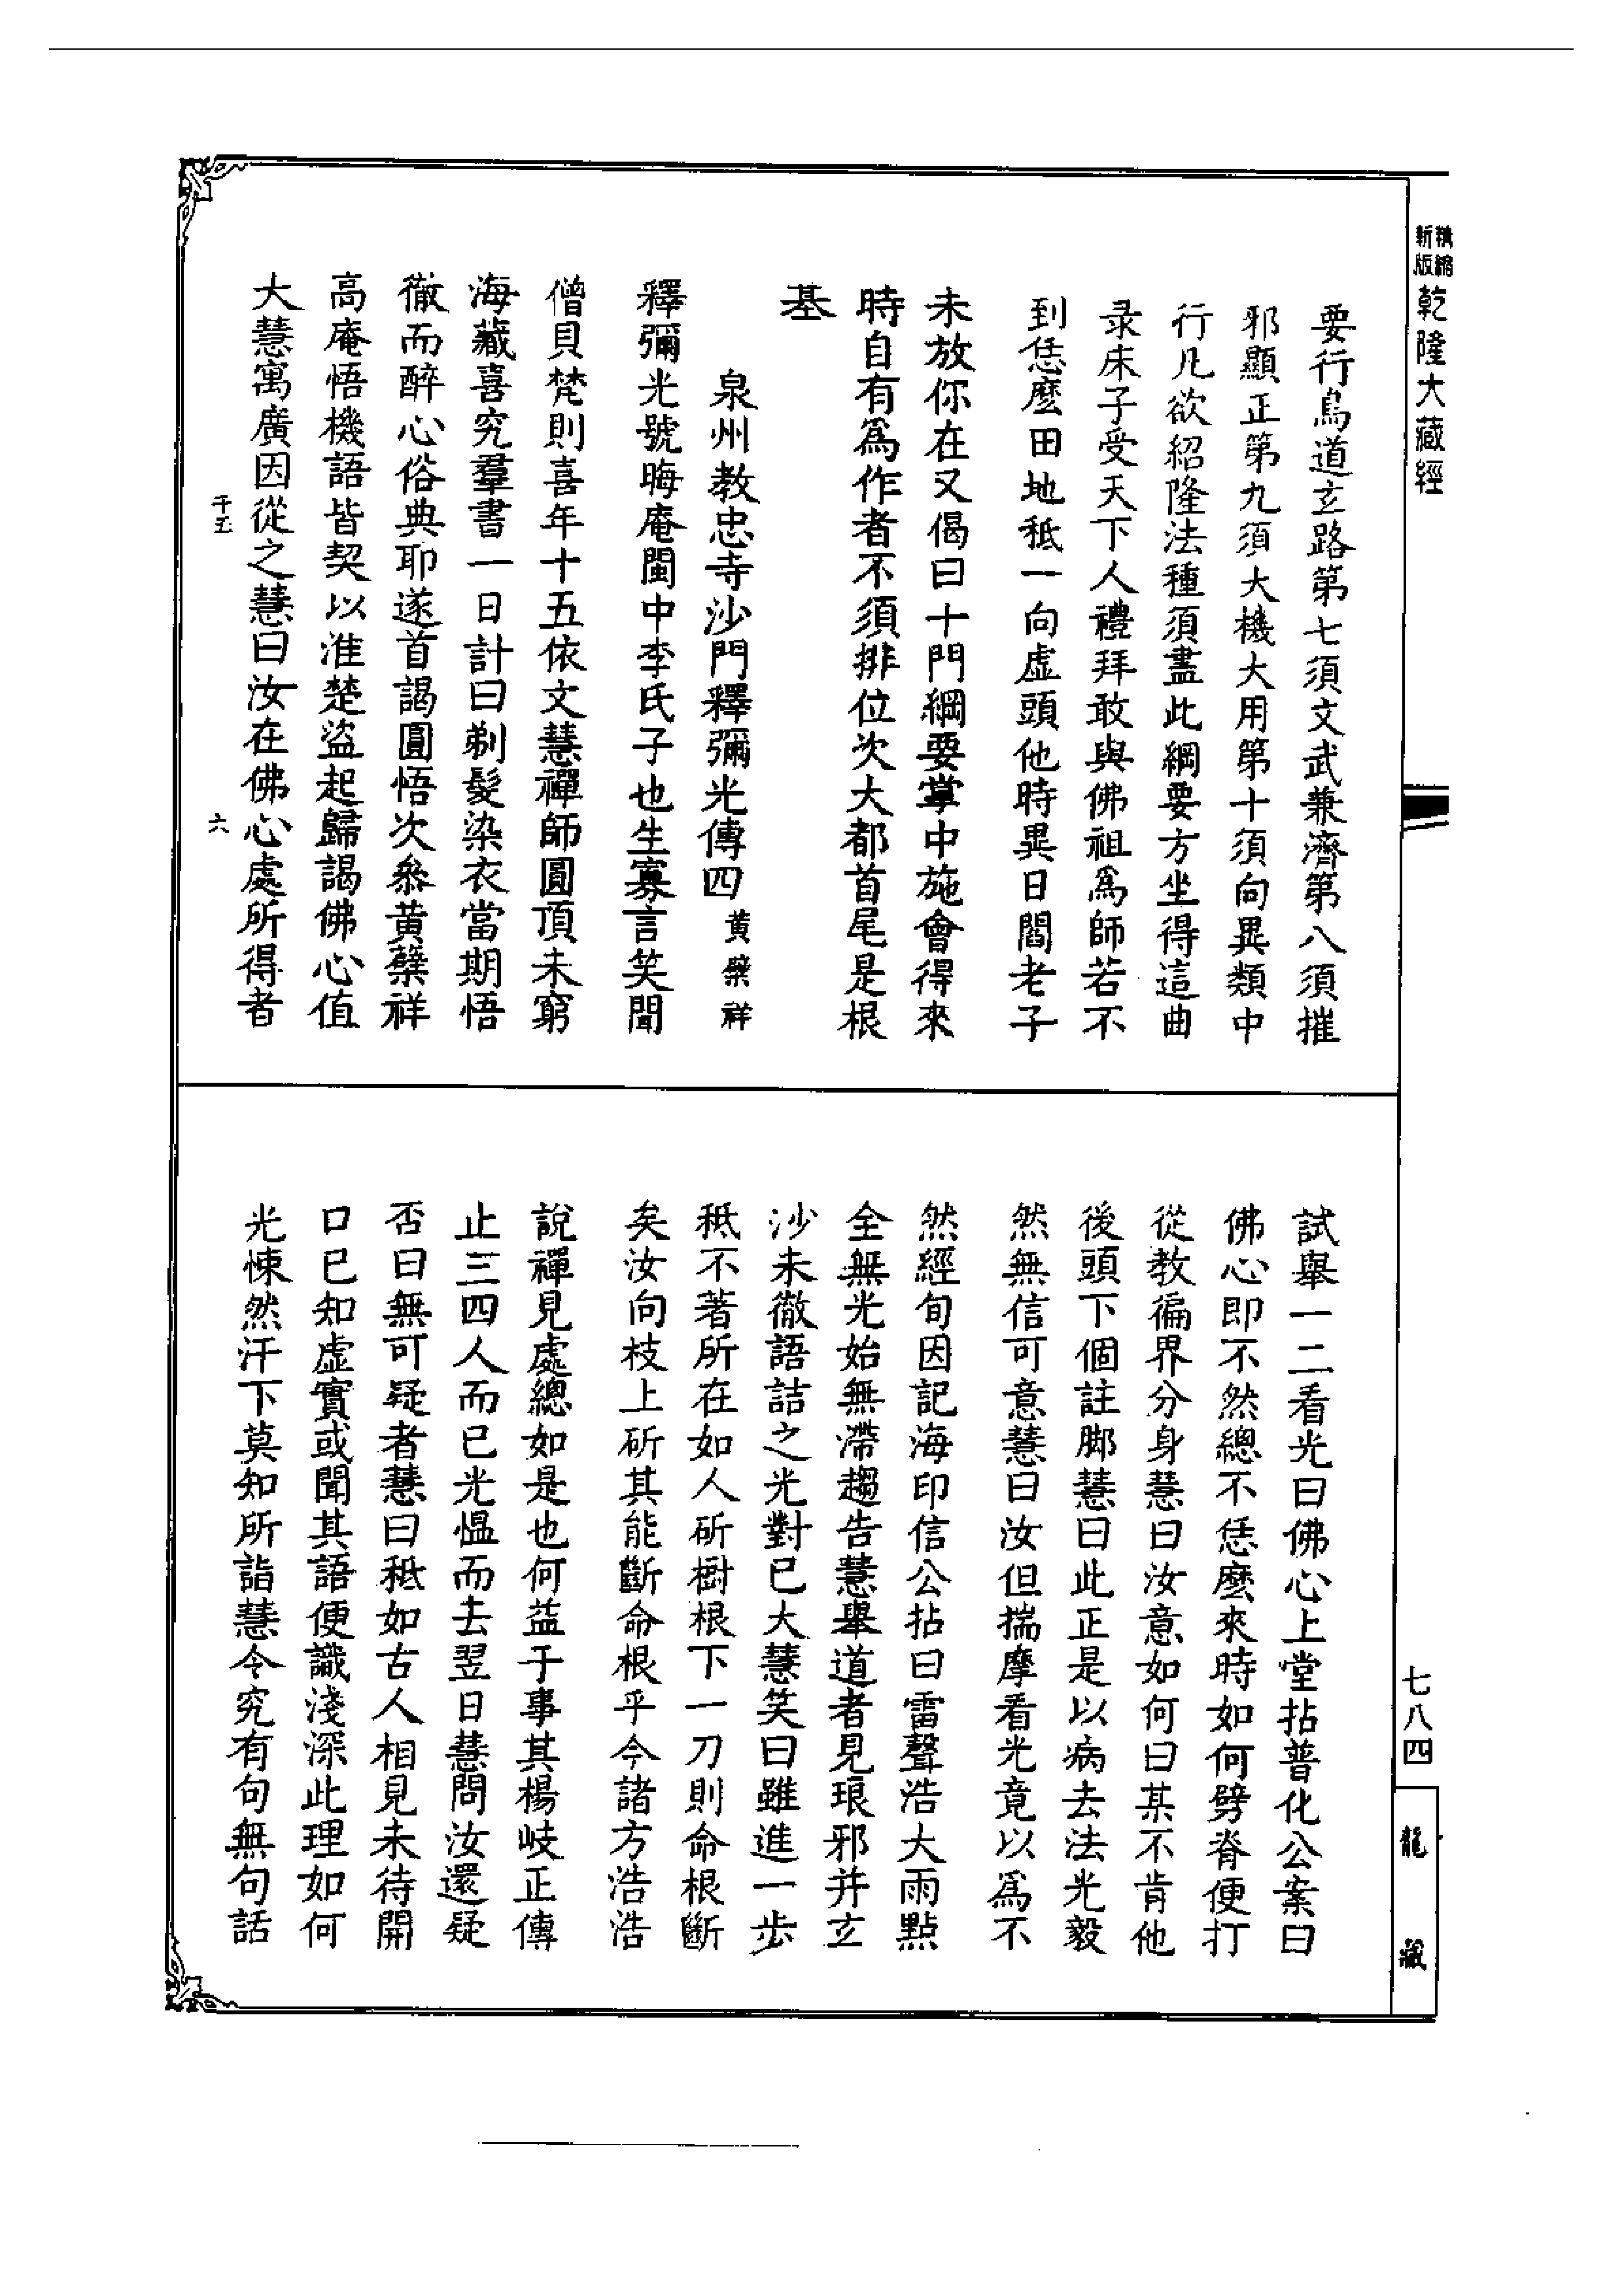 精縮新版乾隆大藏經
要行鳥道玄路第七須文武兼濟第八須摧
邪顯正第九須大機大用第十須向異類中
行凡欲紹隆法種須盡此綱要方坐得這曲
录床子受天下人禮拜敢與佛祖爲師若不
到恁麼田地秪一向虛頭他時異日閻老子
未放你在又偈曰十門綱要掌中施會得來
時自有爲作者不須排位次大都首尾是根
基
泉州教忠寺沙門釋彌光傳四黃檗祥
釋彌光號晦庵閩中李氏子也生寡言笑聞
僧貝梵則喜年十五依文慧禪師圓頂未窮
海藏喜究羣書一日計曰剃髮染衣當期悟
徹而醉心俗典耶遂首謁圓悟次叅黃檗祥
高庵悟機語皆契以淮楚盜起歸謁佛心值
大慧寓廣因從之慧曰汝在佛心處所得者
千五
六
試舉一二看光曰佛心上堂拈普化公案曰
佛心即不然總不恁麼來時如何劈脊便打
從教徧界分身慧曰汝意如何曰某不肯他
後頭下個註脚慧曰此正是以病去法光毅
然無信可意慧曰汝但揣摩看光竟以爲不
然經旬因記海印信公拈曰雷聲浩大雨點
全無光始無滯趨告慧舉道者見琅邪并玄
沙未徹語詰之光對已大慧笑曰雖進一步
秪不著所在如人斫樹根下一刀則命根斷
矣汝向枝上斫其能斷命根乎今諸方浩浩
說禪見處總如是也何益于事其楊岐正傳
止三四人而已光愠而去翌日慧問汝還疑
否曰無可疑者慧曰秪如古人相見未待開
口已知虛實或聞其語便識淺深此理如何
光悚然汗下莫知所詣慧令究有句無句話
七八四
龍藏